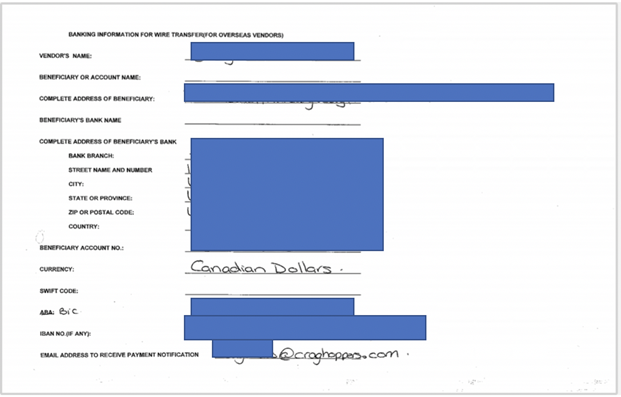 BANKING INFORMATION FOR WIRE TRANSFER(FOR OVERSEAS VENDORS)
VENDOR'S NAME:
BENEFICIARY OR ACCOUNT NAME:
COMPLETE ADDRESS OF BENEFICIARY:
BENEFICIARY'S BANK NAME
COMPLETE ADDRESS OF BENEFICIARY'S BANK
BANK BRANCH:
STREET NAME AND NUMBER
CITY:
STATE OR PROVINCE:
ZIP OR POSTAL CODE:
COUNTRY:
BENEFICIARY ACCOUNT NO.:
CURRENCY: Canadian Dollars.
SWIFT CODE:
ABA: BIC
IBAN NO.(IF ANY):
EMAIL ADDRESS TO RECEIVE PAYMENT NOTIFICATION @craghoppers.com.